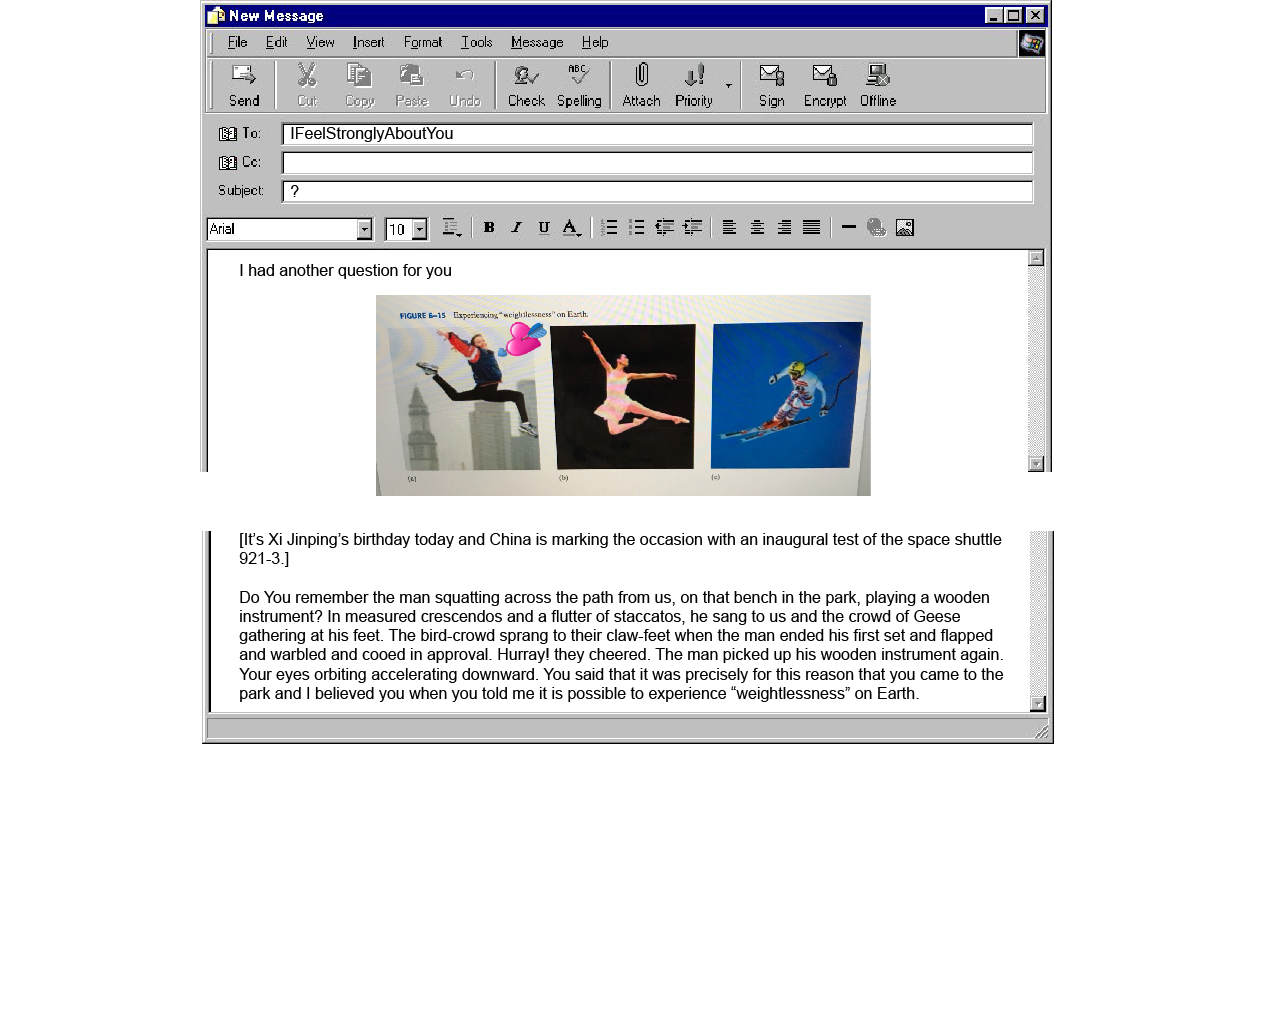 New Message
File Edit View Insert Format Tools Message Help
Send Cut Copy Paste Undo Check Spelling Attach Priority Sign Encrypt Offline
To: IFeelStronglyAboutYou
Cc:
Subject: ?
Arial 10 B I U A
I had another question for you
FIGURE 6–15 Experiencing “weightlessness” on Earth.
(a) (b) (c)
[It’s Xi Jinping’s birthday today and China is marking the occasion with an inaugural test of the space shuttle
921-3.]
Do You remember the man squatting across the path from us, on that bench in the park, playing a wooden
instrument? In measured crescendos and a flutter of staccatos, he sang to us and the crowd of Geese
gathering at his feet. The bird-crowd sprang to their claw-feet when the man ended his first set and flapped
and warbled and cooed in approval. Hurray! they cheered. The man picked up his wooden instrument again.
Your eyes orbiting accelerating downward. You said that it was precisely for this reason that you came to the
park and I believed you when you told me it is possible to experience “weightlessness” on Earth.